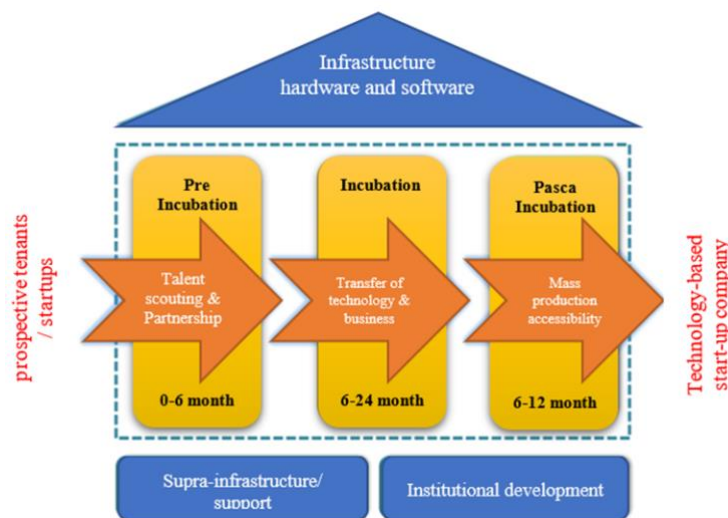 Infrastructure
hardware and software
prospective tenants
/ startups
Pre
Incubation
Talent
scouting &
Partnership
0-6 month
Incubation
Transfer of
technology &
business
6-24 month
Pasca
Incubation
Mass
production
accessibility
6-12 month
Technology-based
start-up company
Supra-infrastructure/
support
Institutional development